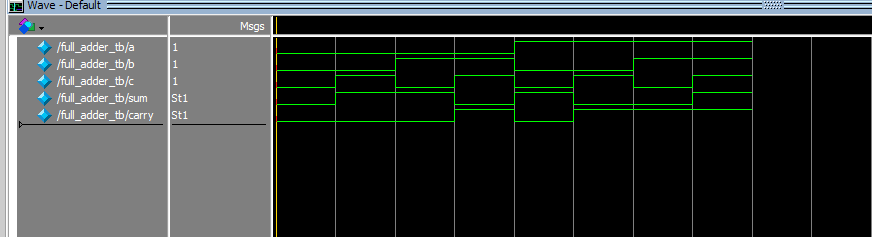 Wave - Default
Msgs
/full_adder_tb/a 1
/full_adder_tb/b 1
/full_adder_tb/c 1
/full_adder_tb/sum St1
/full_adder_tb/carry St1